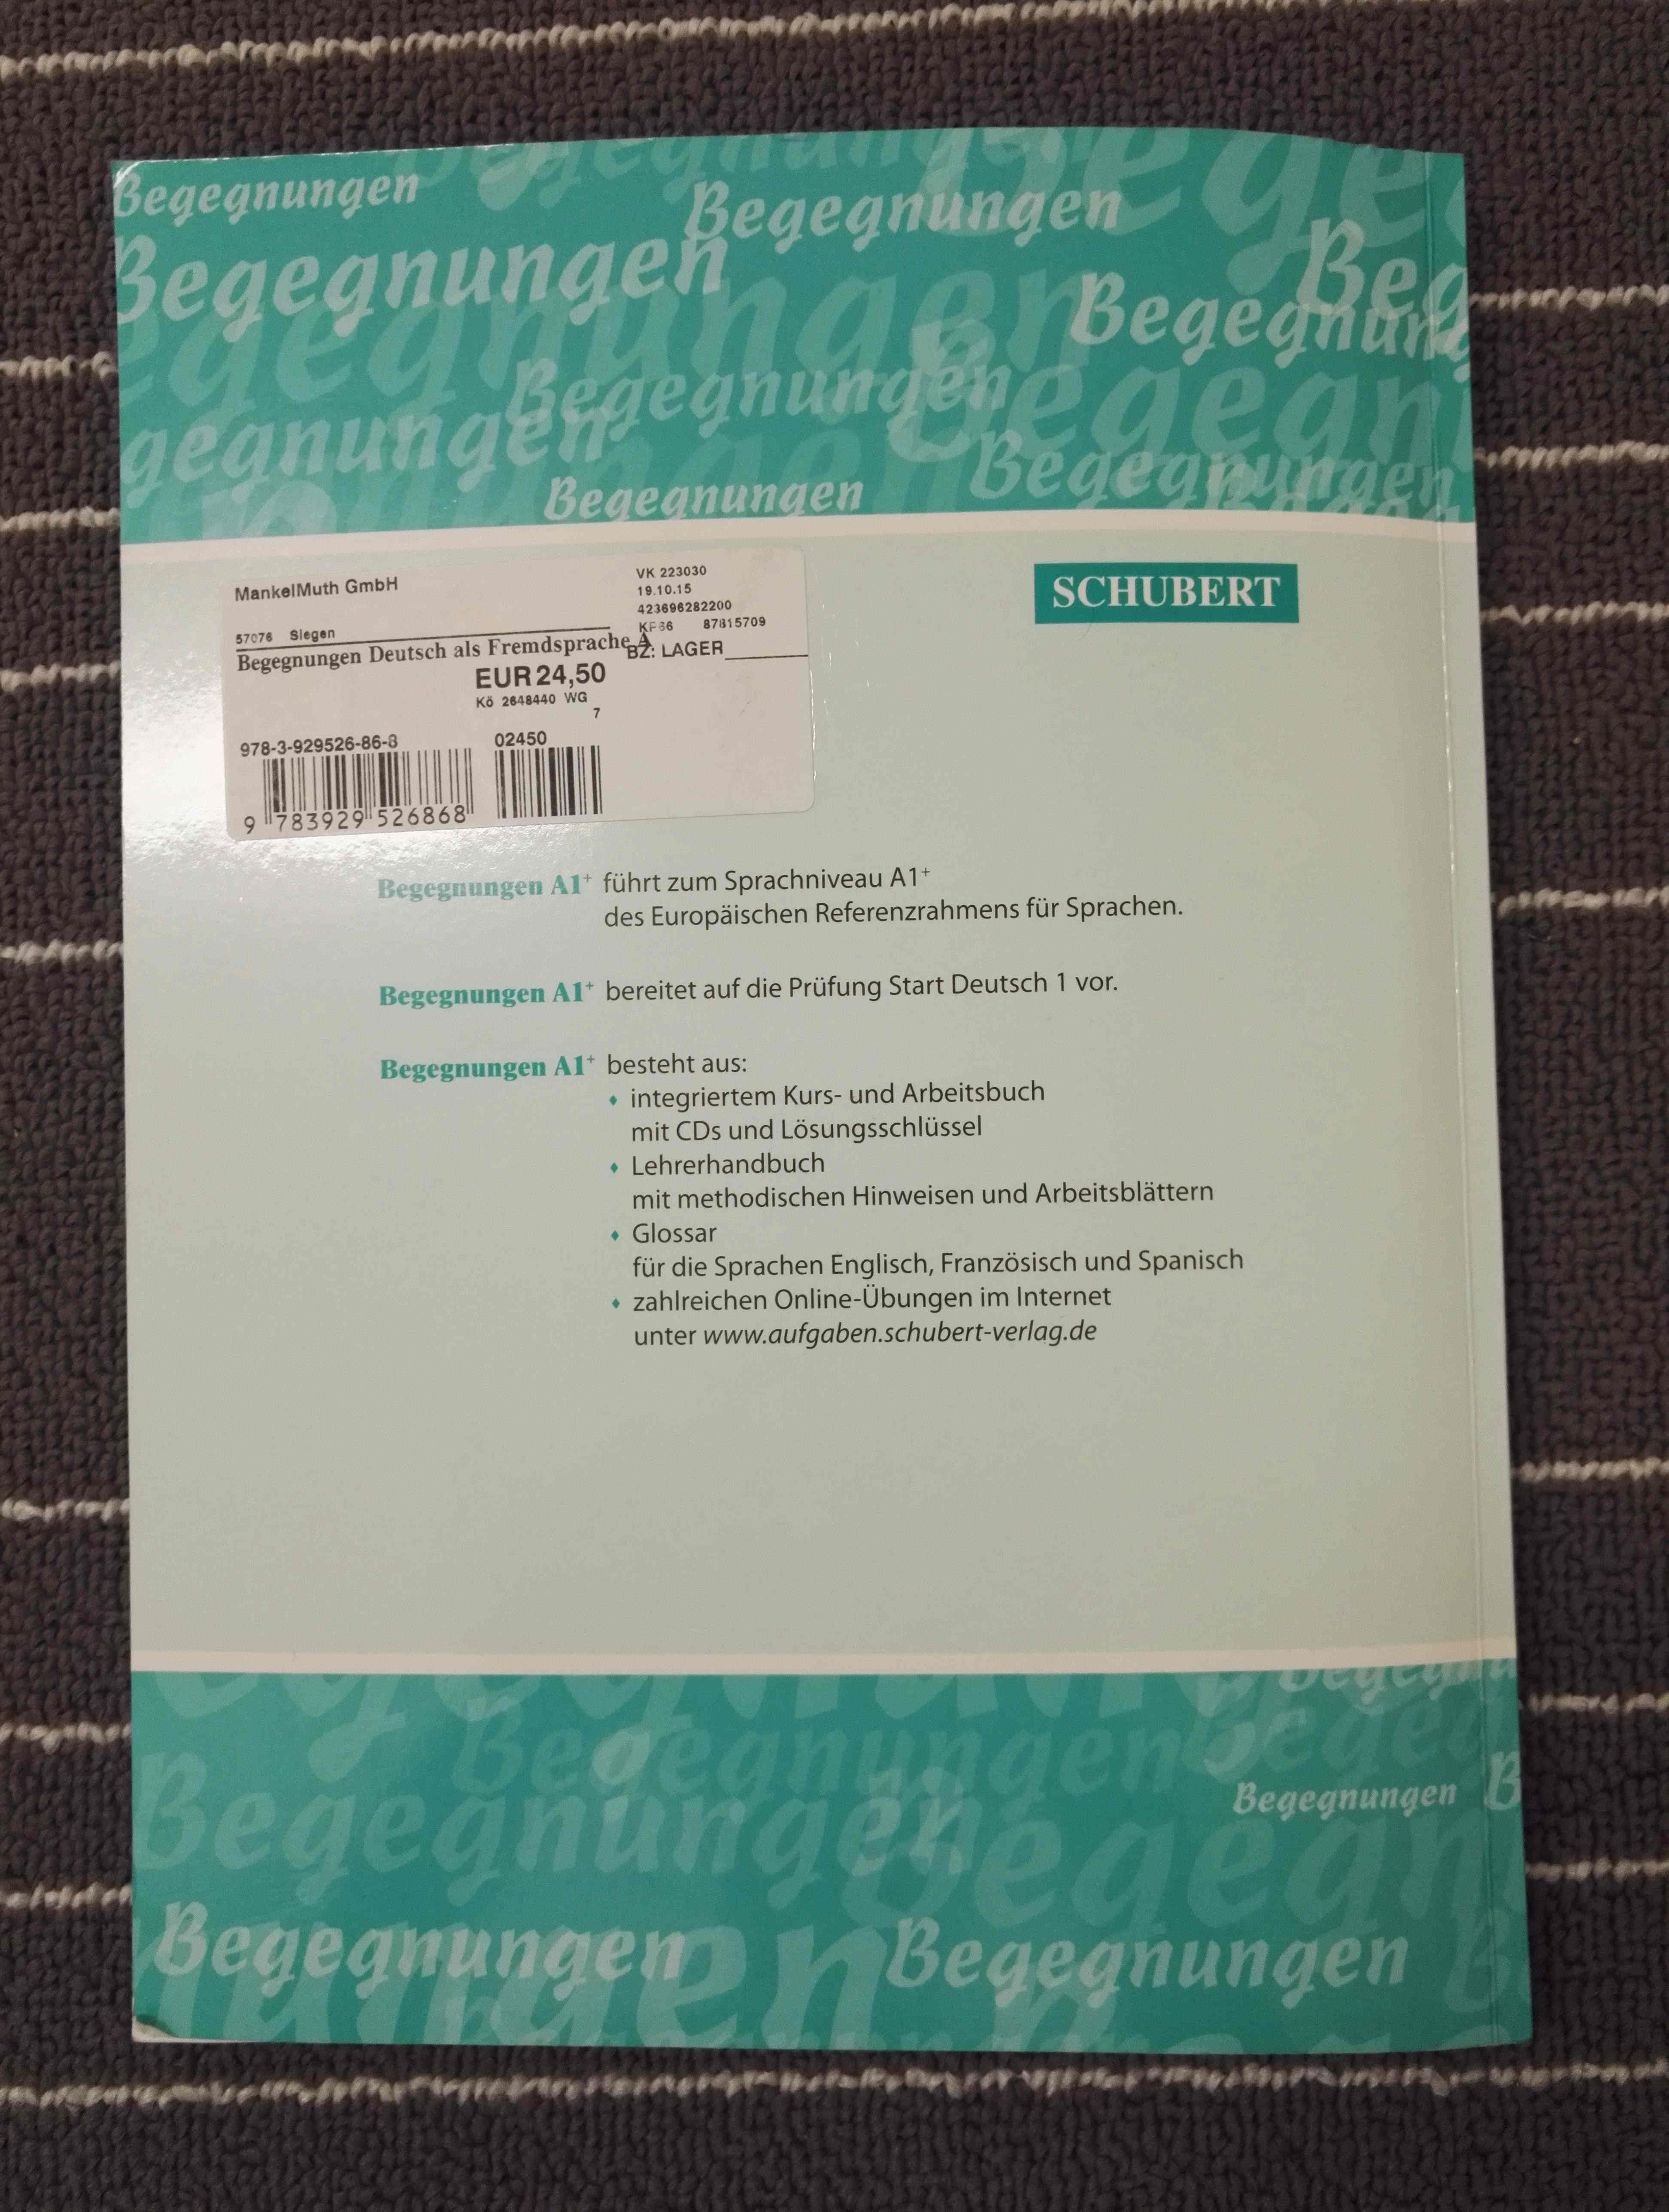 Begegnungen
Begegnungen
Begegnungen
Begegnungen
Begegnungen
Begegnungen
Begegnungen
MankelMuth GmbH
57076 Siegen
VK 223030
19.10.15
423696282200
87815709
Begegnungen Deutsch als Fremdsprache A
BZ: LAGER
EUR 24,50
Kö 2648440 WG
7
978-3-929526-86-8
02450
9 783929 526868
SCHUBERT
Begegnungen A1+ führt zum Sprachniveau A1+
des Europäischen Referenzrahmens für Sprachen.
Begegnungen A1+ bereitet auf die Prüfung Start Deutsch 1 vor.
Begegnungen A1+ besteht aus:
♦ integriertem Kurs- und Arbeitsbuch
mit CDs und Lösungsschlüssel
♦ Lehrerhandbuch
mit methodischen Hinweisen und Arbeitsblättern
♦ Glossar
für die Sprachen Englisch, Französisch und Spanisch
♦ zahlreichen Online-Übungen im Internet
unter www.aufgaben.schubert-verlag.de
Begegnungen
Begegnungen
Begegnungen
Begegnungen
Begegnungen